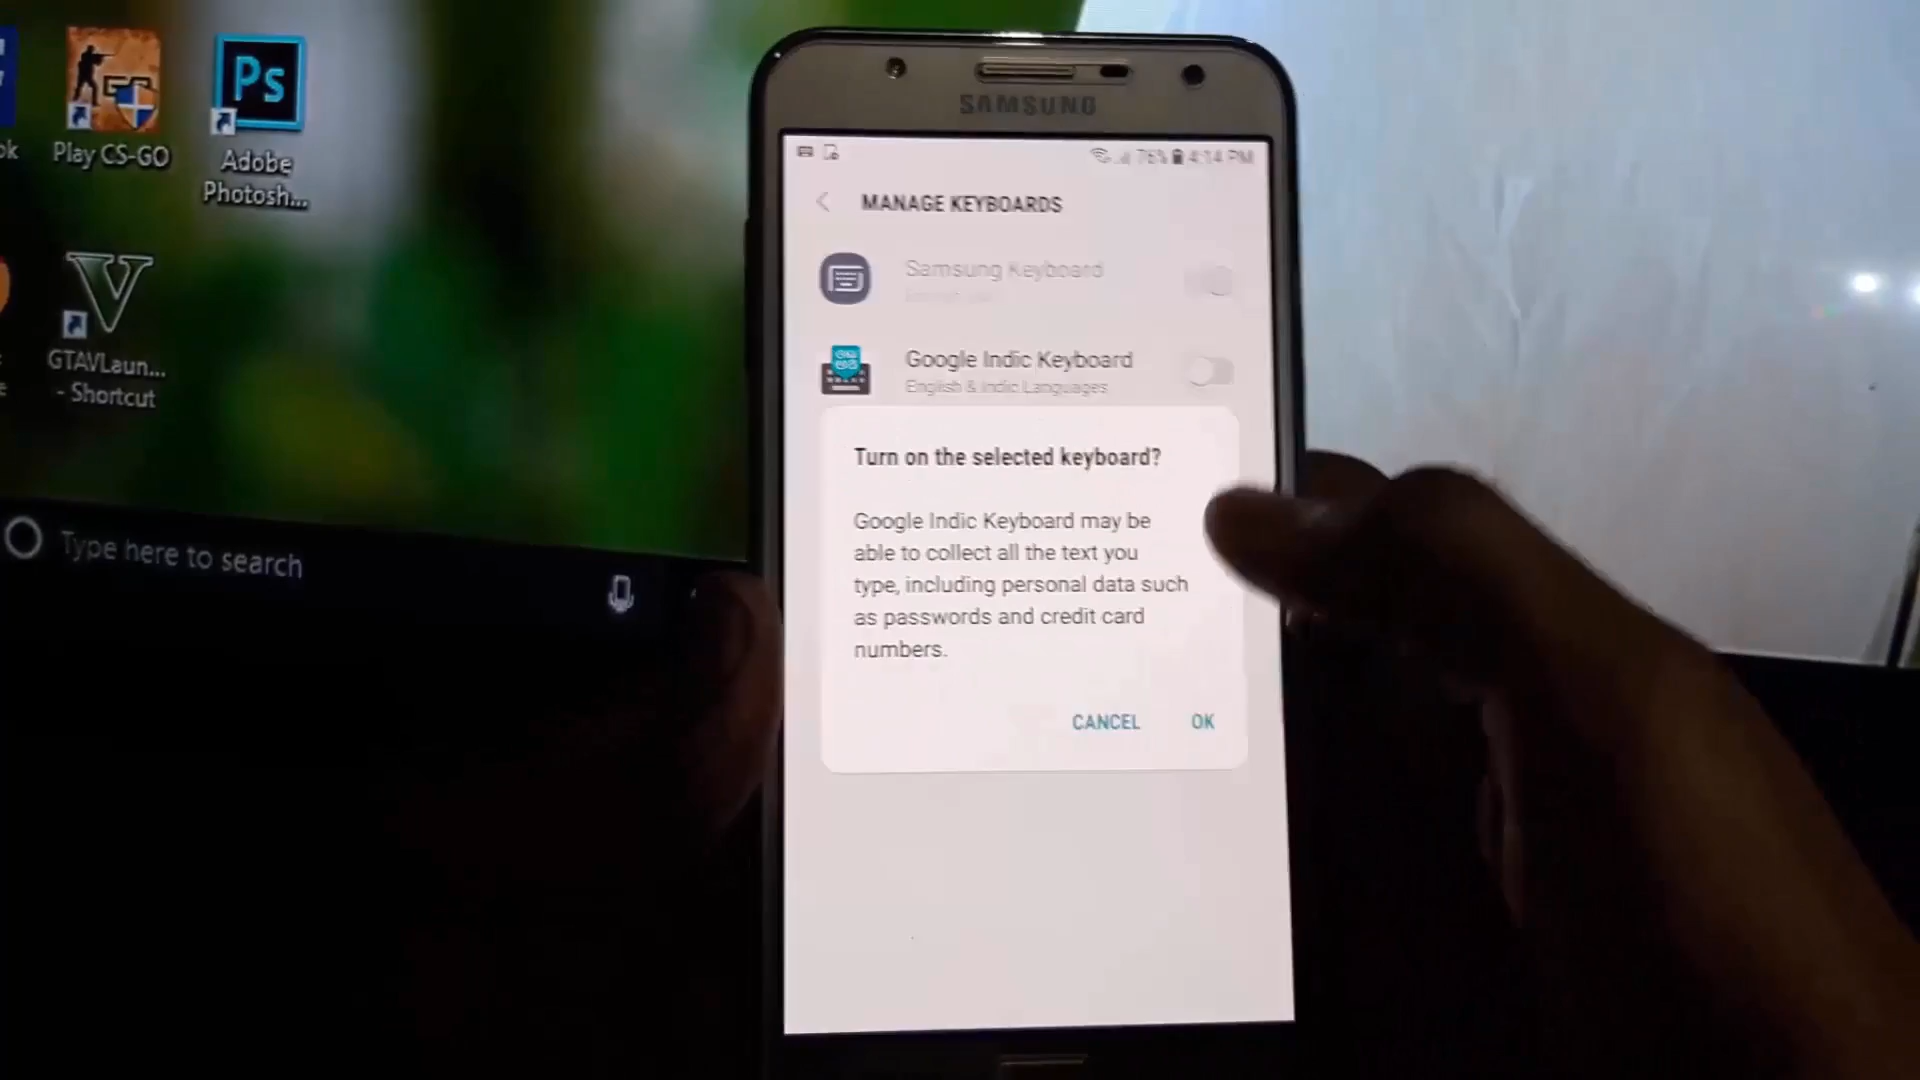 Play CS-GO
Ps
Adobe
Photosh...
V
GTAVLaun...
- Shortcut
Type here to search
SAMSUNG
76% 4:14 PM
MANAGE KEYBOARDS
Samsung Keyboard
Google Indic Keyboard
English & Indic Languages
Turn on the selected keyboard?
Google Indic Keyboard may be
able to collect all the text you
type, including personal data such
as passwords and credit card
numbers.
CANCEL OK